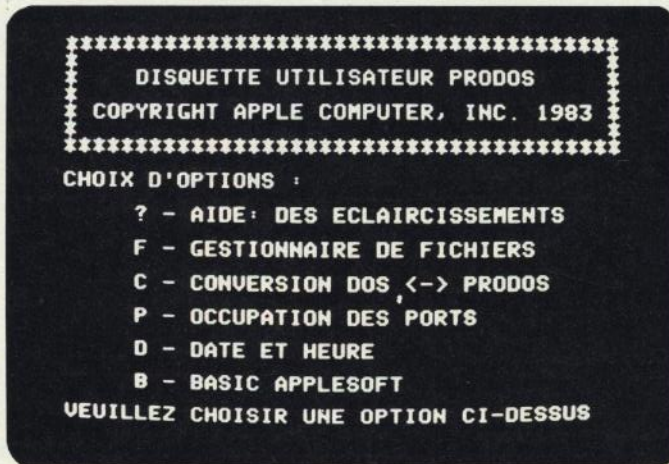 ****************************************
DISQUETTE UTILISATEUR PRODOS
COPYRIGHT APPLE COMPUTER, INC. 1983
****************************************
CHOIX D'OPTIONS :
? - AIDE: DES ECLAIRCISSEMENTS
F - GESTIONNAIRE DE FICHIERS
C - CONVERSION DOS <-> PRODOS
P - OCCUPATION DES PORTS
D - DATE ET HEURE
B - BASIC APPLESOFT
VEUILLEZ CHOISIR UNE OPTION CI-DESSUS